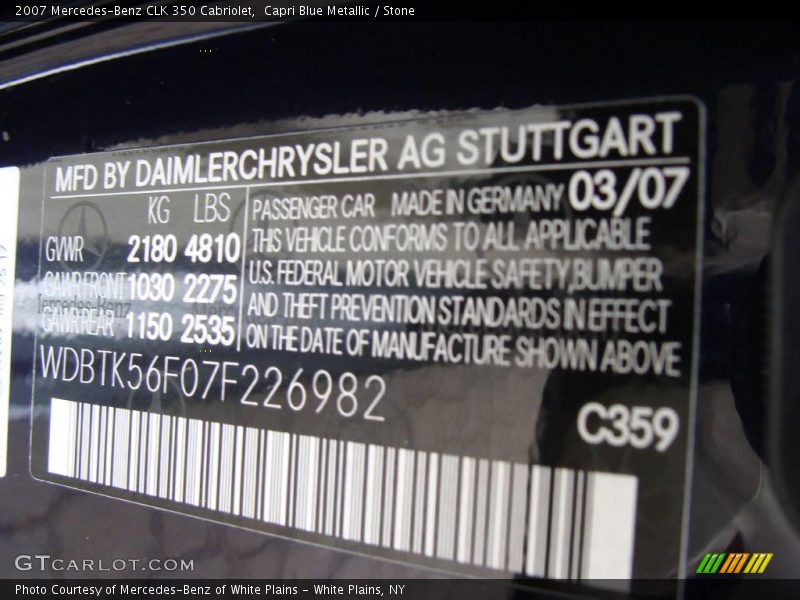 2007 Mercedes-Benz CLK 350 Cabriolet, Capri Blue Metallic / Stone
MFD BY DAIMLERCHRYSLER AG STUTTGART
KG LBS
GVWR 2180 4810
GAWR FRONT 1030 2275
GAWR REAR 1150 2535
PASSENGER CAR MADE IN GERMANY 03/07
THIS VEHICLE CONFORMS TO ALL APPLICABLE
U.S. FEDERAL MOTOR VEHICLE SAFETY, BUMPER
AND THEFT PREVENTION STANDARDS IN EFFECT
ON THE DATE OF MANUFACTURE SHOWN ABOVE
WDBTK56F07F226982
C359
GTCARLOT.COM
Photo Courtesy of Mercedes-Benz of White Plains - White Plains, NY